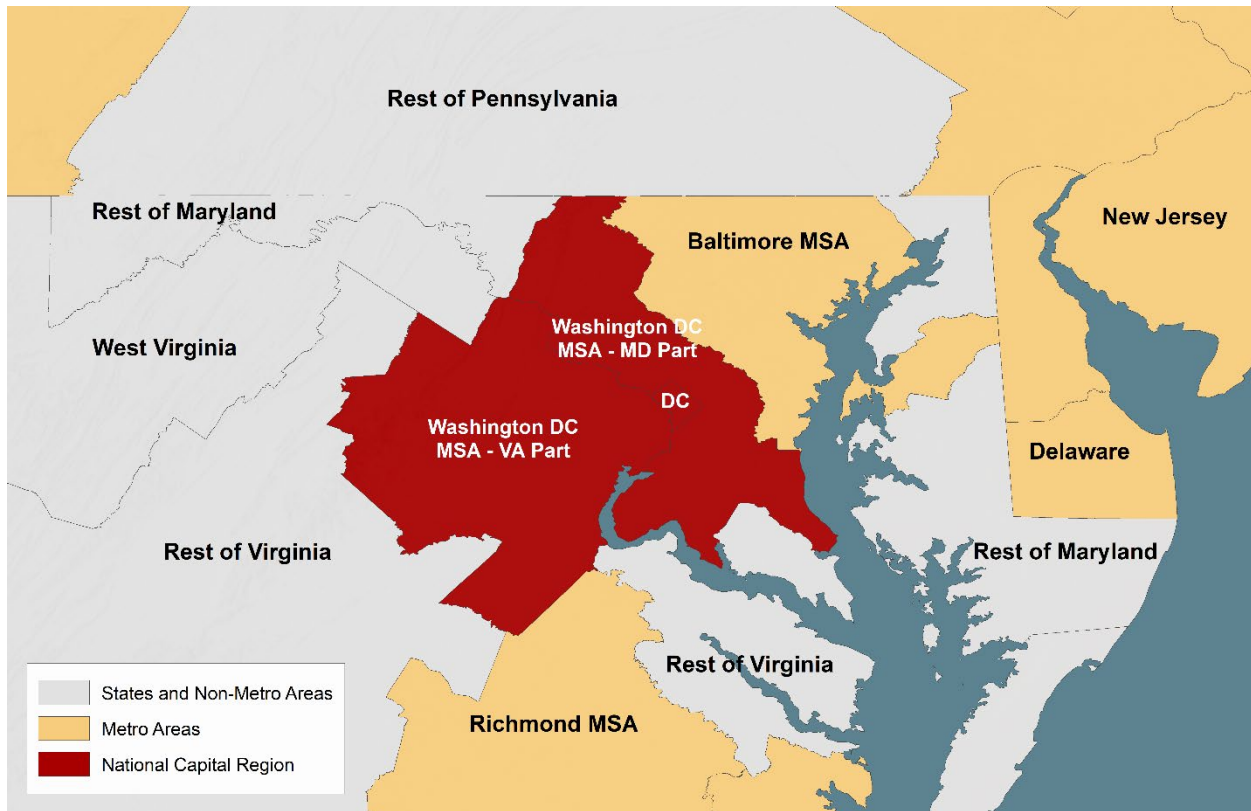 Rest of Pennsylvania
Rest of Maryland
New Jersey
Baltimore MSA
West Virginia
Washington DC
MSA - MD Part
DC
Washington DC
MSA - VA Part
Delaware
Rest of Virginia
Rest of Maryland
Rest of Virginia
Richmond MSA
States and Non-Metro Areas
Metro Areas
National Capital Region